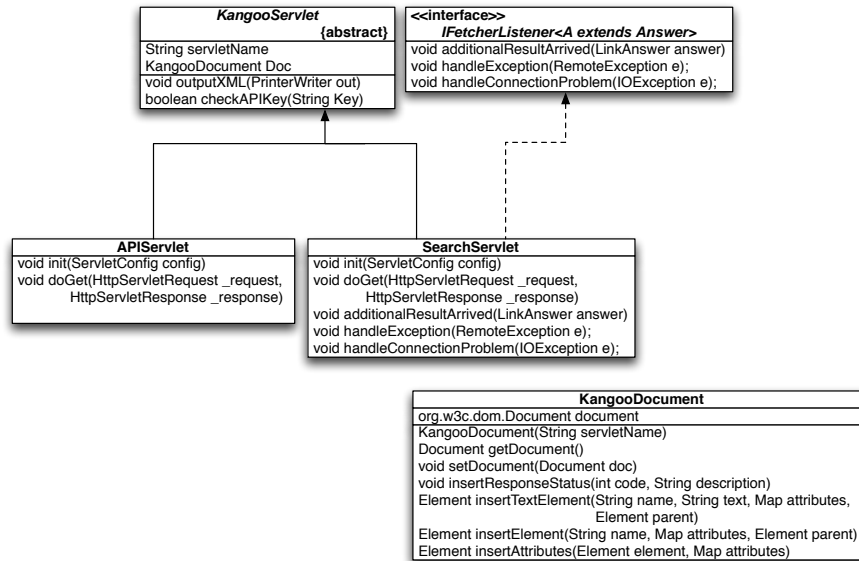 KangooServlet
{abstract}
String servletName
KangooDocument Doc
void outputXML(PrinterWriter out)
boolean checkAPIKey(String Key)
<<interface>>
IFetcherListener<A extends Answer>
void additionalResultArrived(LinkAnswer answer)
void handleException(RemoteException e);
void handleConnectionProblem(IOException e);
APIServlet
void init(ServletConfig config)
void doGet(HttpServletRequest _request,
HttpServletResponse _response)
SearchServlet
void init(ServletConfig config)
void doGet(HttpServletRequest _request,
HttpServletResponse _response)
void additionalResultArrived(LinkAnswer answer)
void handleException(RemoteException e);
void handleConnectionProblem(IOException e);
KangooDocument
org.w3c.dom.Document document
KangooDocument(String servletName)
Document getDocument()
void setDocument(Document doc)
void insertResponseStatus(int code, String description)
Element insertTextElement(String name, String text, Map attributes,
Element parent)
Element insertElement(String name, Map attributes, Element parent)
Element insertAttributes(Element element, Map attributes)